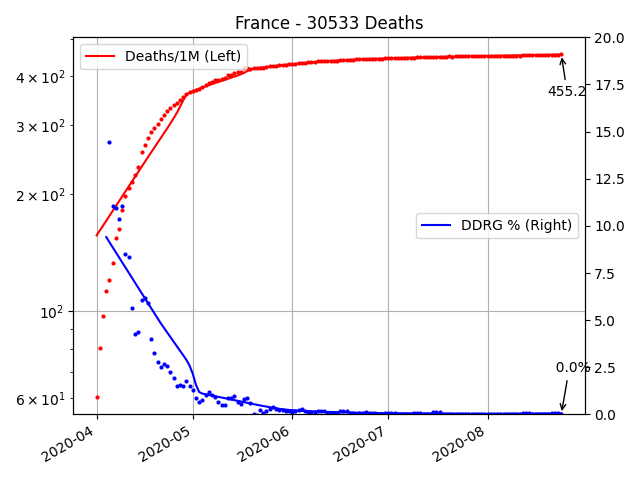 France - 30533 Deaths
Deaths/1M (Left)
DDRG % (Right)
455.2
0.0%
4 × 10²
3 × 10²
2 × 10²
10²
6 × 10¹
20.0
17.5
15.0
12.5
10.0
7.5
5.0
2.5
0.0
2020-04
2020-05
2020-06
2020-07
2020-08